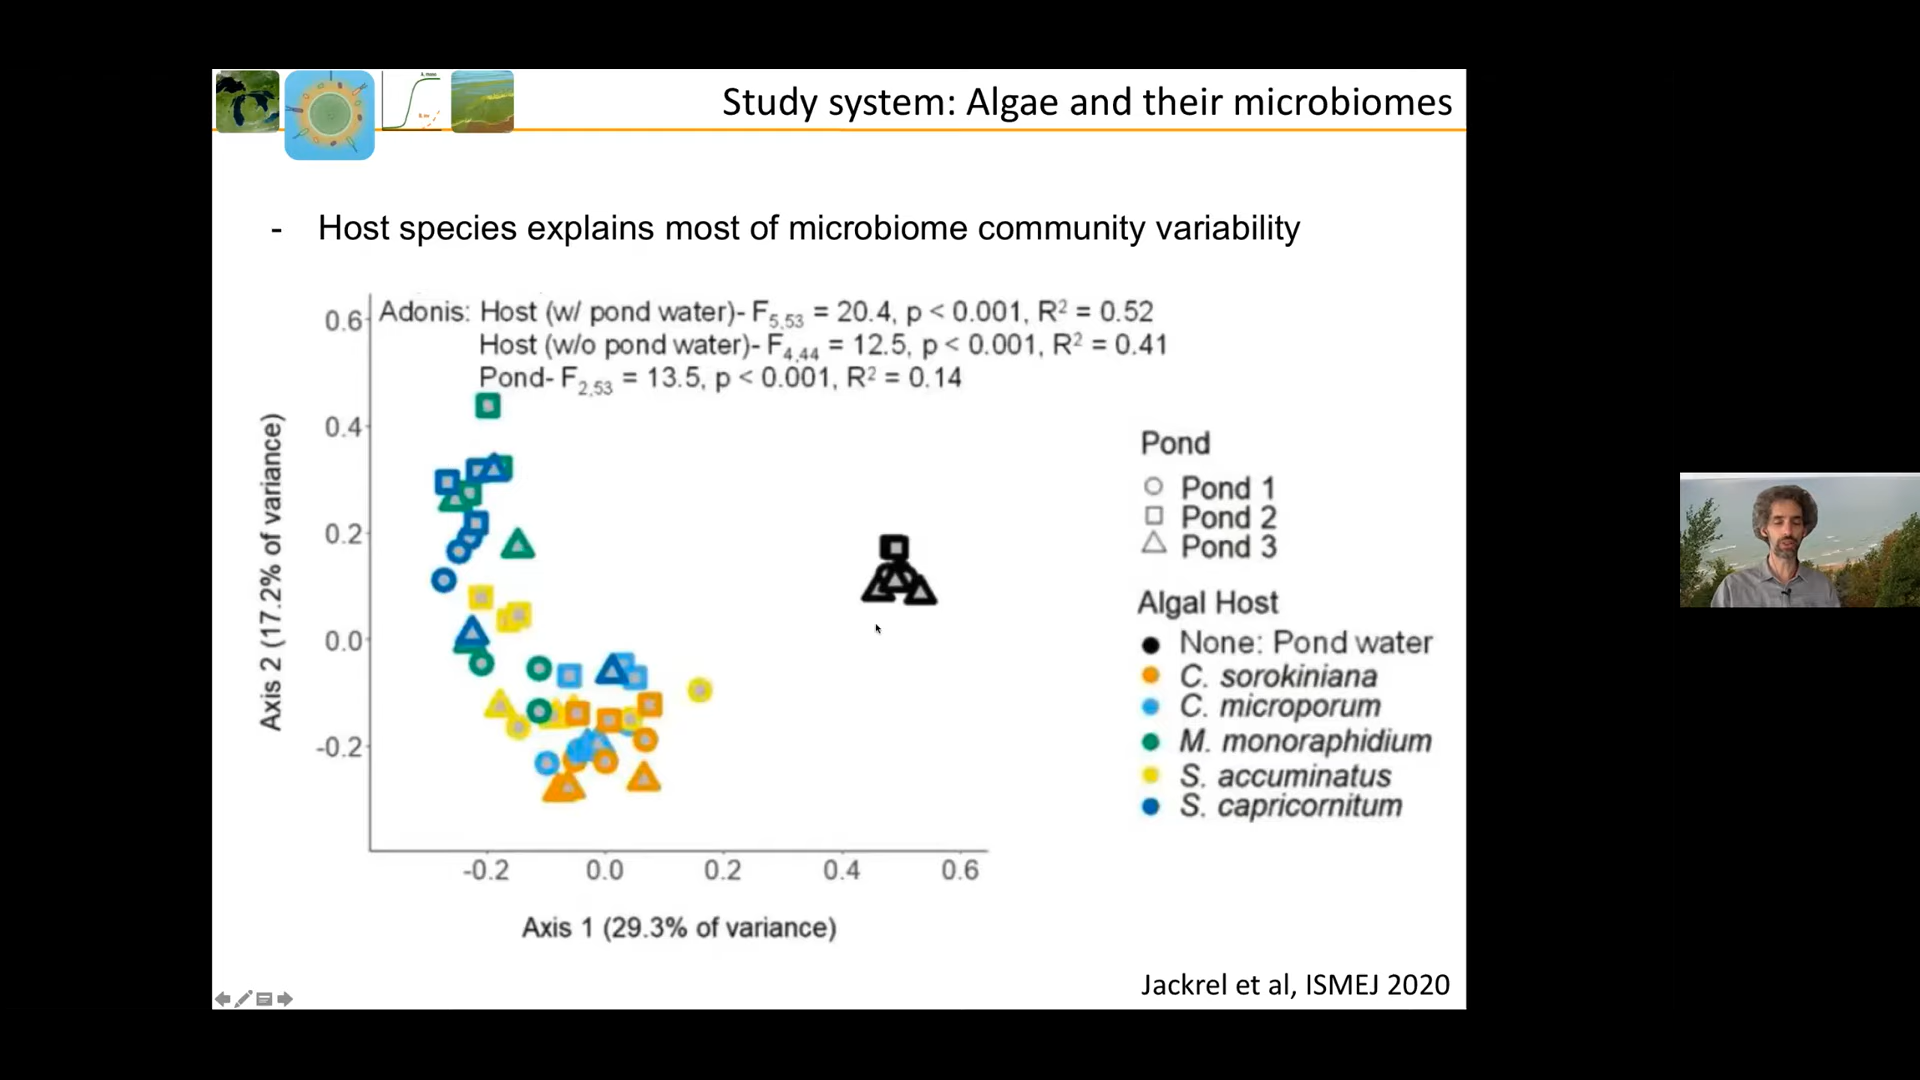 Study system: Algae and their microbiomes
- Host species explains most of microbiome community variability
Adonis: Host (w/ pond water)- F5,53 = 20.4, p < 0.001, R² = 0.52
Host (w/o pond water)- F4,44 = 12.5, p < 0.001, R² = 0.41
Pond- F2,53 = 13.5, p < 0.001, R² = 0.14
Axis 2 (17.2% of variance)
0.6
0.4
0.2
0.0
-0.2
-0.2 0.0 0.2 0.4 0.6
Axis 1 (29.3% of variance)
Pond
Pond 1
Pond 2
Pond 3
Algal Host
None: Pond water
C. sorokiniana
C. microporum
M. monoraphidium
S. accuminatus
S. capricornitum
Jackrel et al, ISMEJ 2020